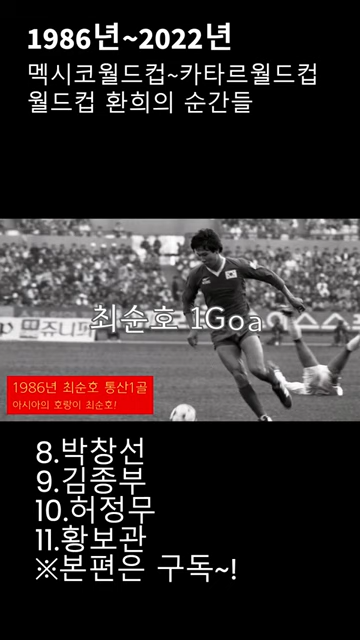 1986년~2022년
멕시코월드컵~카타르월드컵
월드컵 환희의 순간들
최순호 1Goa
1986년 최순호 통산1골
아시아의 호랑이 최순호!
8.박창선
9.김종부
10.허정무
11.황보관
※본편은 구독~!